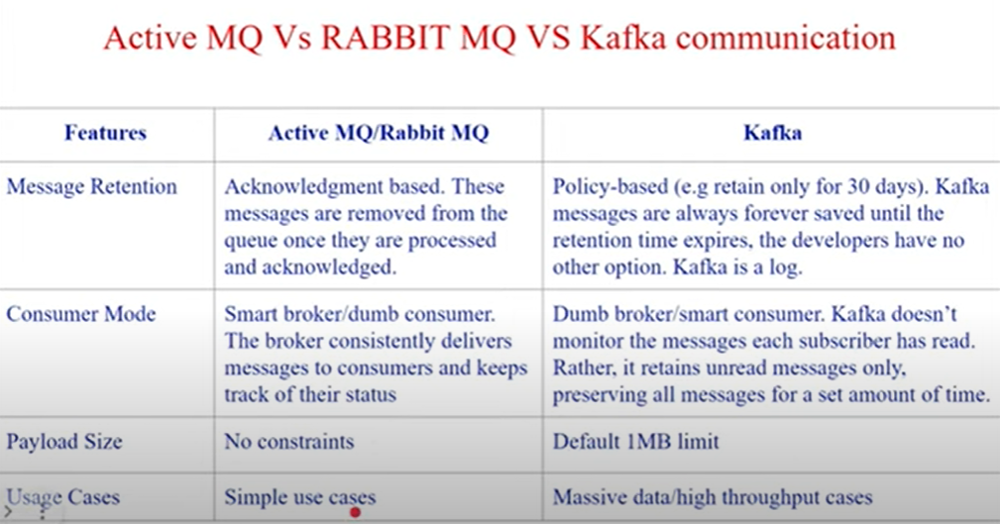 Active MQ Vs RABBIT MQ VS Kafka communication
Features
Active MQ/Rabbit MQ
Kafka
Message Retention
Acknowledgment based. These
messages are removed from the
queue once they are processed
and acknowledged.
Policy-based (e.g retain only for 30 days). Kafka
messages are always forever saved until the
retention time expires, the developers have no
other option. Kafka is a log.
Consumer Mode
Smart broker/dumb consumer.
The broker consistently delivers
messages to consumers and keeps
track of their status
Dumb broker/smart consumer. Kafka doesn't
monitor the messages each subscriber has read.
Rather, it retains unread messages only,
preserving all messages for a set amount of time.
Payload Size
No constraints
Default 1MB limit
Usage Cases
Simple use cases
Massive data/high throughput cases